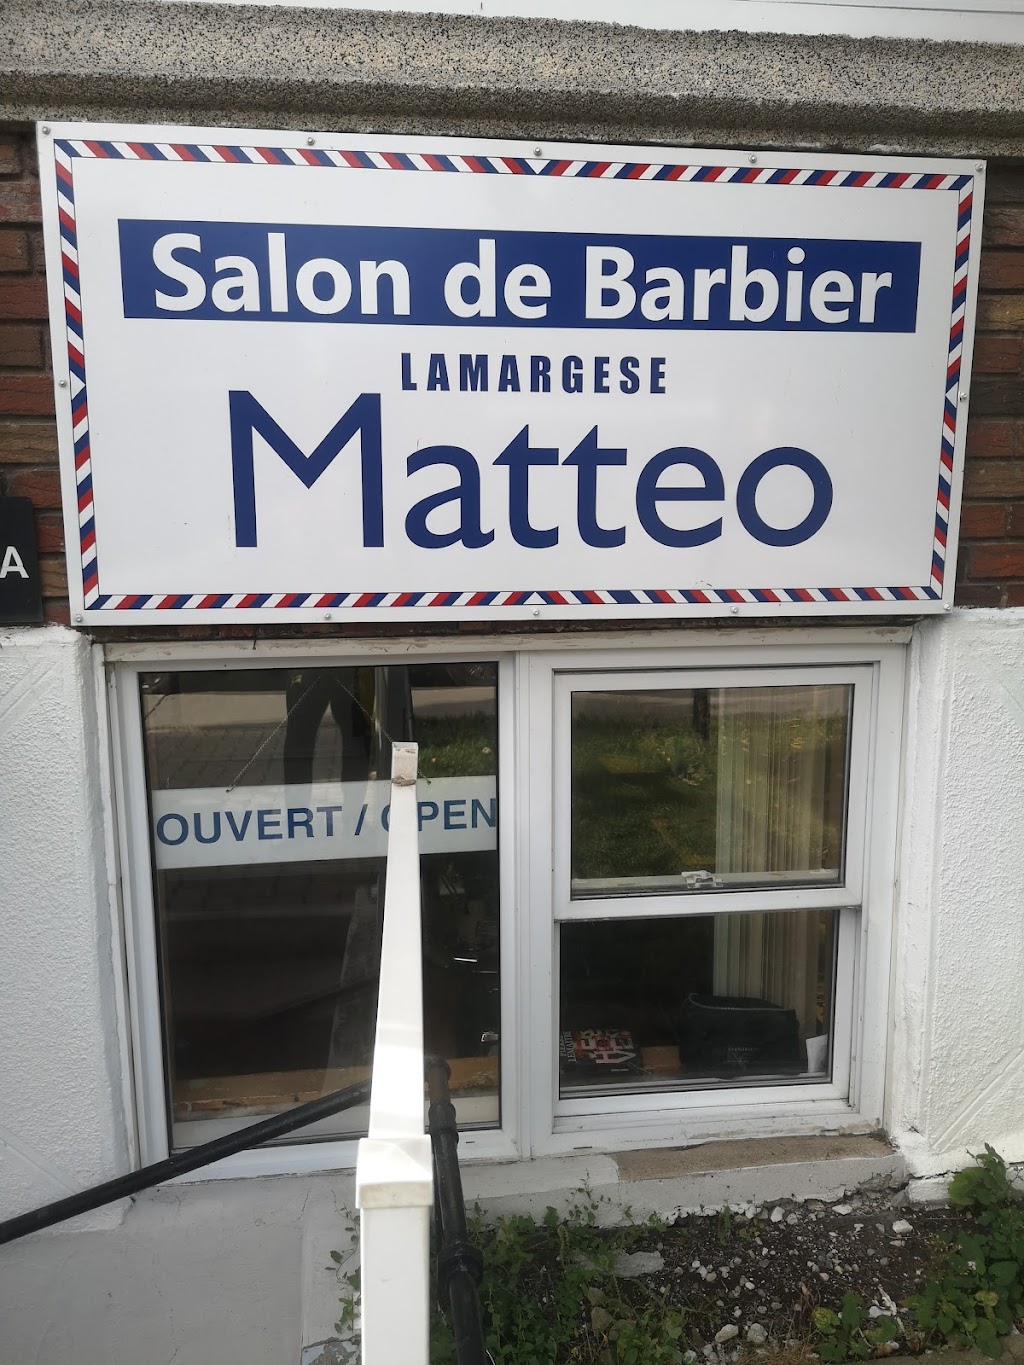 Salon de Barbier
LAMARGESE
Matteo
A
OUVERT / OPEN